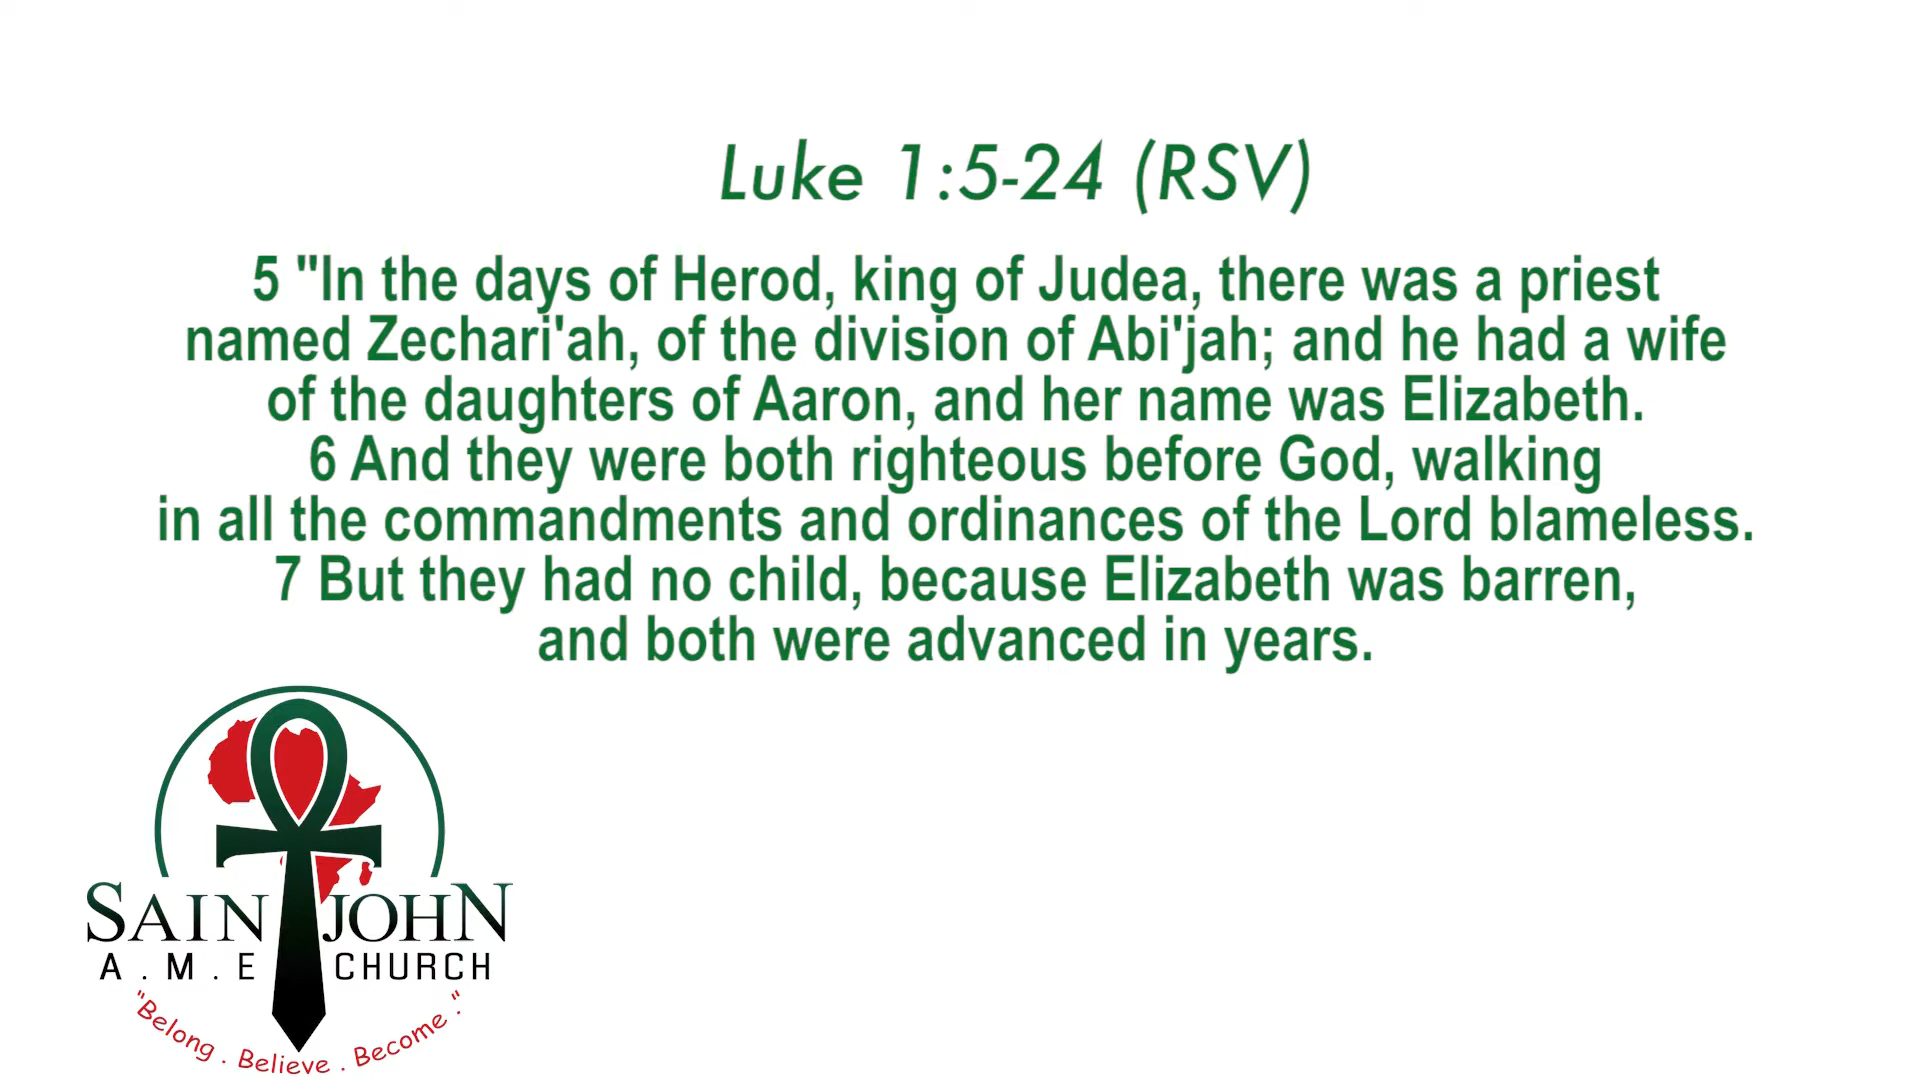 Luke 1:5-24 (RSV)
5 "In the days of Herod, king of Judea, there was a priest
named Zechari'ah, of the division of Abi'jah; and he had a wife
of the daughters of Aaron, and her name was Elizabeth.
6 And they were both righteous before God, walking
in all the commandments and ordinances of the Lord blameless.
7 But they had no child, because Elizabeth was barren,
and both were advanced in years.
SAIN JOHN
A.M.E CHURCH
"Belong . Believe . Become ."